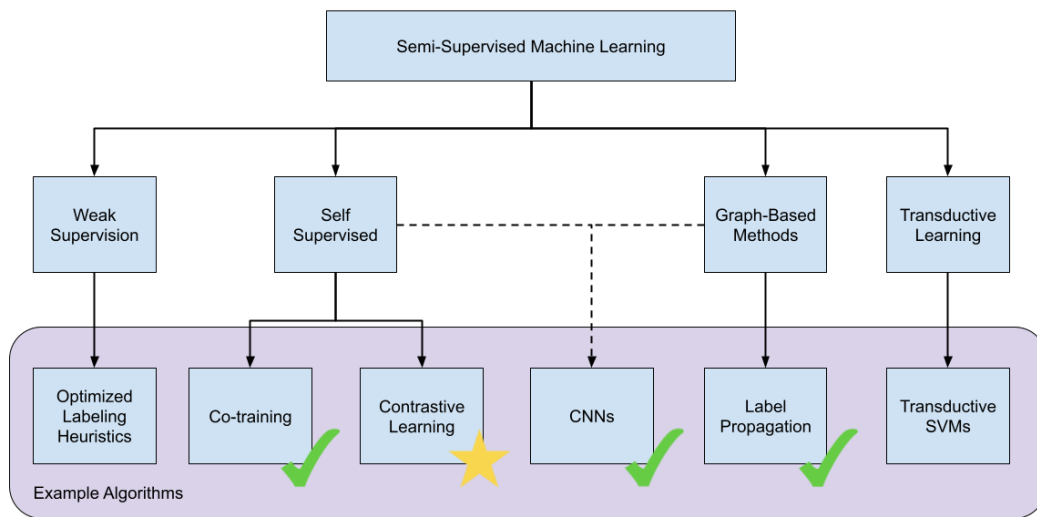 Semi-Supervised Machine Learning
Weak
Supervision
Self
Supervised
Graph-Based
Methods
Transductive
Learning
Optimized
Labeling
Heuristics
Co-training
Contrastive
Learning
CNNs
Label
Propagation
Transductive
SVMs
Example Algorithms